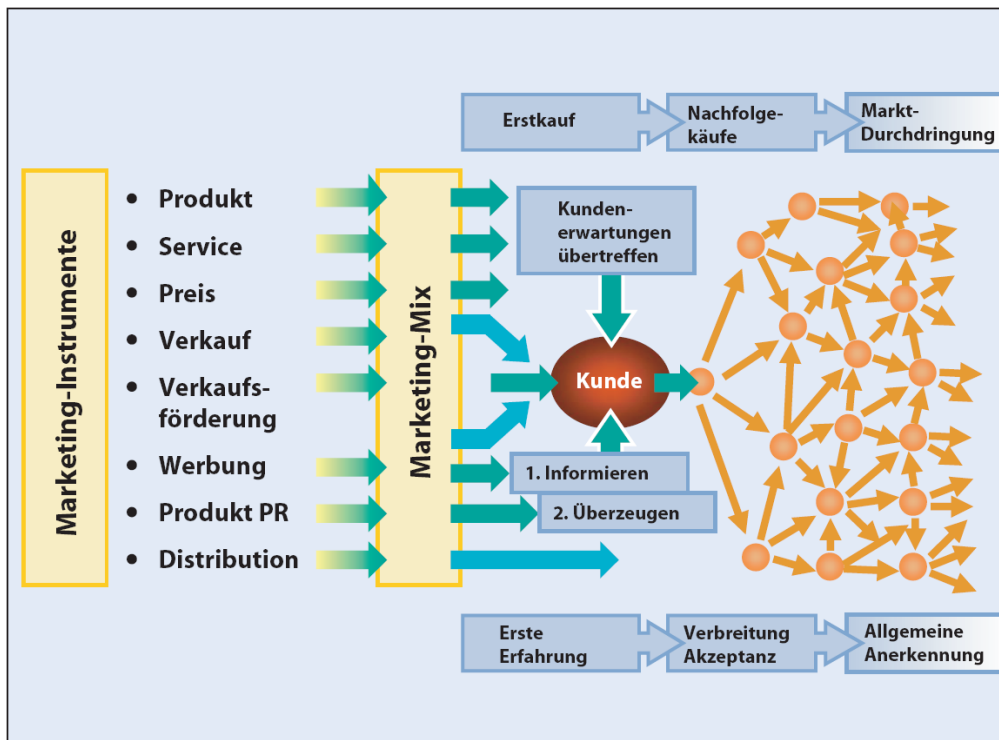 Erstkauf
Nachfolge-
käufe
Markt-
Durchdringung
Marketing-Instrumente
• Produkt
• Service
• Preis
• Verkauf
• Verkaufs-
förderung
• Werbung
• Produkt PR
• Distribution
Marketing-Mix
Kunden-
erwartungen
übertreffen
Kunde
1. Informieren
2. Überzeugen
Erste
Erfahrung
Verbreitung
Akzeptanz
Allgemeine
Anerkennung